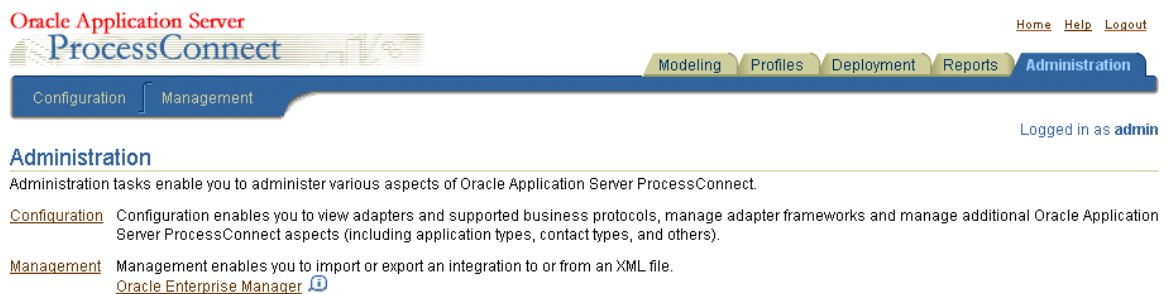 Oracle Application Server
ProcessConnect
Home Help Logout
Modeling Profiles Deployment Reports Administration
Configuration Management
Logged in as admin
Administration
Administration tasks enable you to administer various aspects of Oracle Application Server ProcessConnect.
Configuration Configuration enables you to view adapters and supported business protocols, manage adapter frameworks and manage additional Oracle Application
Server ProcessConnect aspects (including application types, contact types, and others).
Management Management enables you to import or export an integration to or from an XML file.
Oracle Enterprise Manager